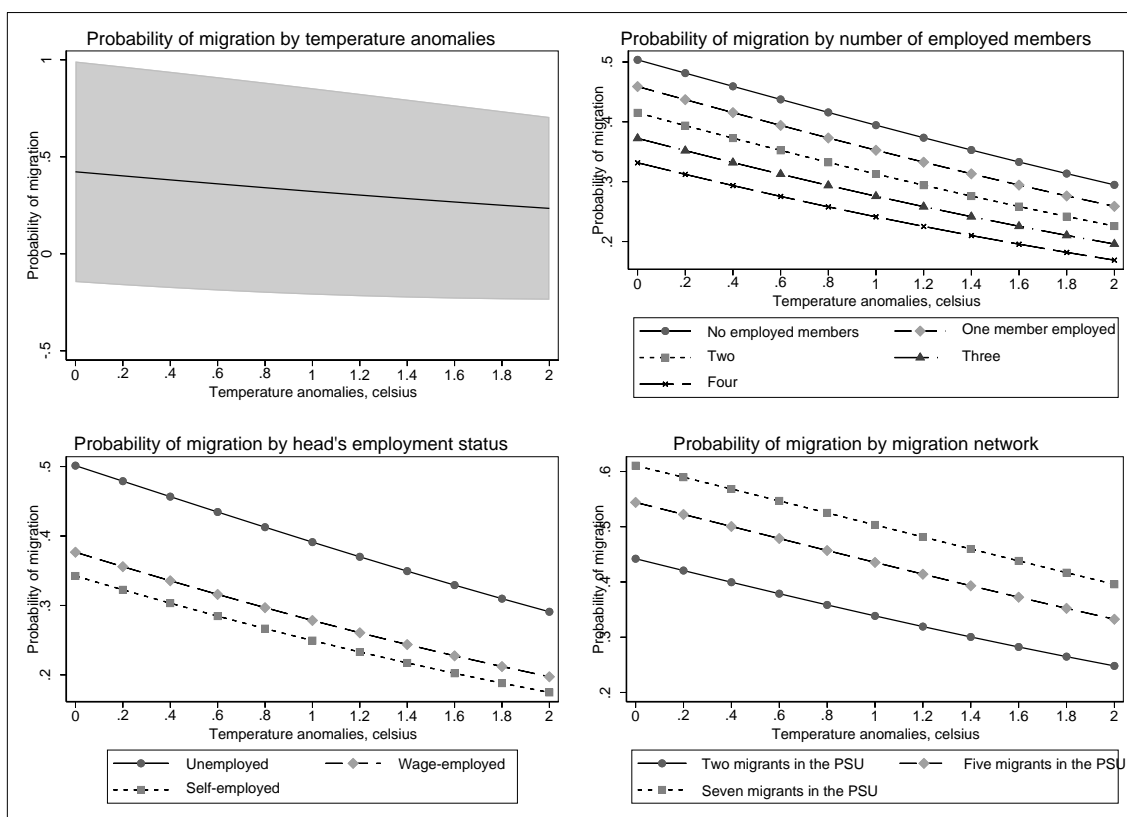 Probability of migration by temperature anomalies
Probability of migration
1
.5
0
-.5
0 .2 .4 .6 .8 1 1.2 1.4 1.6 1.8 2
Temperature anomalies, celsius
Probability of migration by number of employed members
Probability of migration
.5
.4
.3
.2
0 .2 .4 .6 .8 1 1.2 1.4 1.6 1.8 2
Temperature anomalies, celsius
No employed members One member employed
Two Three
Four
Probability of migration by head's employment status
Probability of migration
.5
.4
.3
.2
0 .2 .4 .6 .8 1 1.2 1.4 1.6 1.8 2
Temperature anomalies, celsius
Unemployed Wage-employed
Self-employed
Probability of migration by migration network
Probability of migration
.6
.5
.4
.3
.2
0 .2 .4 .6 .8 1 1.2 1.4 1.6 1.8 2
Temperature anomalies, celsius
Two migrants in the PSU Five migrants in the PSU
Seven migrants in the PSU